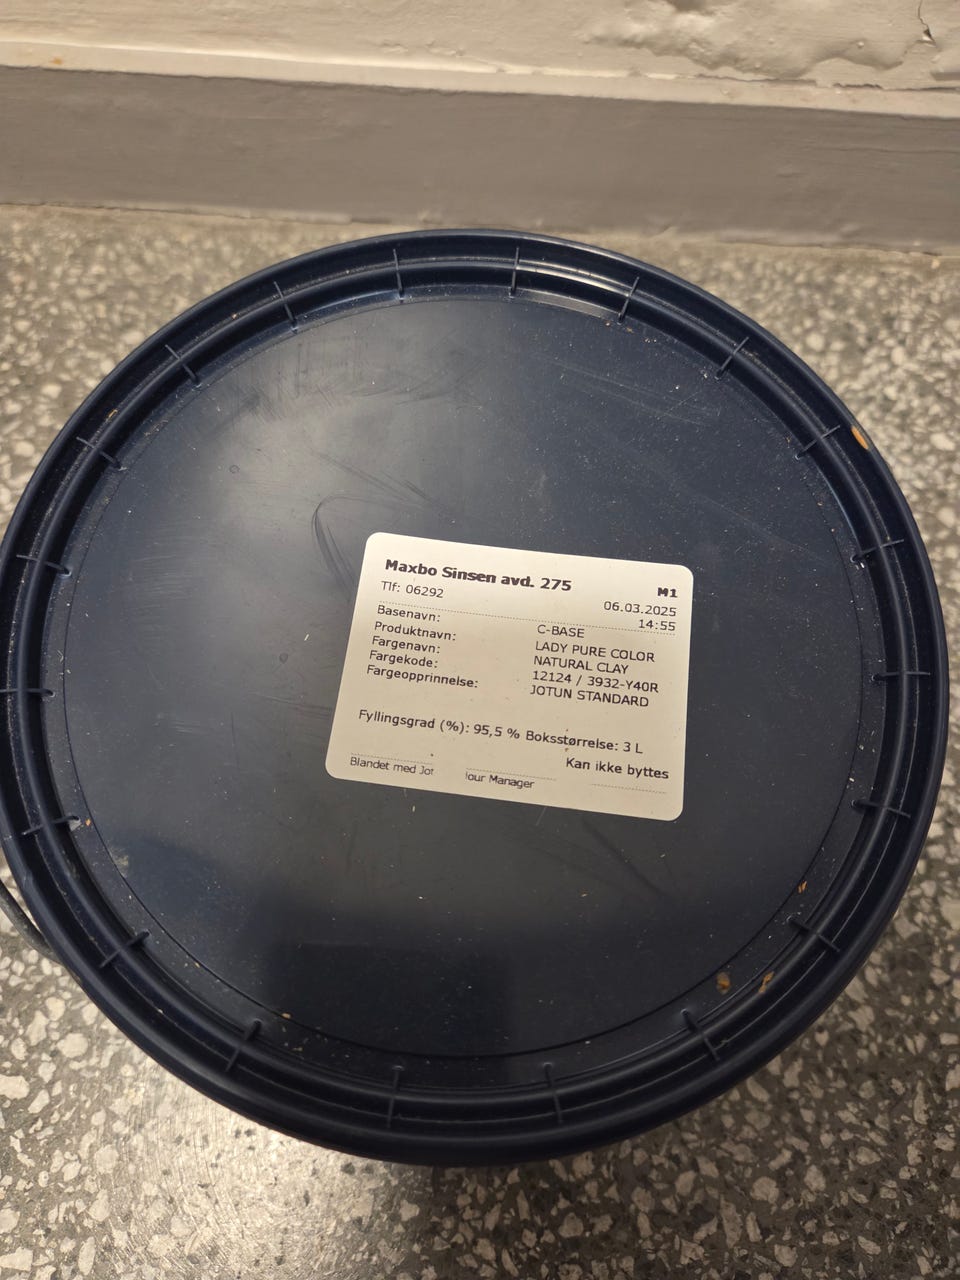 Maxbo Sinsen avd. 275 M1
Tlf: 06292 06.03.2025
14:55
Basenavn: C-BASE
Produktnavn: LADY PURE COLOR
Fargenavn: NATURAL CLAY
Fargekode: 12124 / 3932-Y40R
Fargeopprinnelse: JOTUN STANDARD
Fyllingsgrad (%): 95,5 % Boksstørrelse: 3 L
Kan ikke byttes
Blandet med Manager